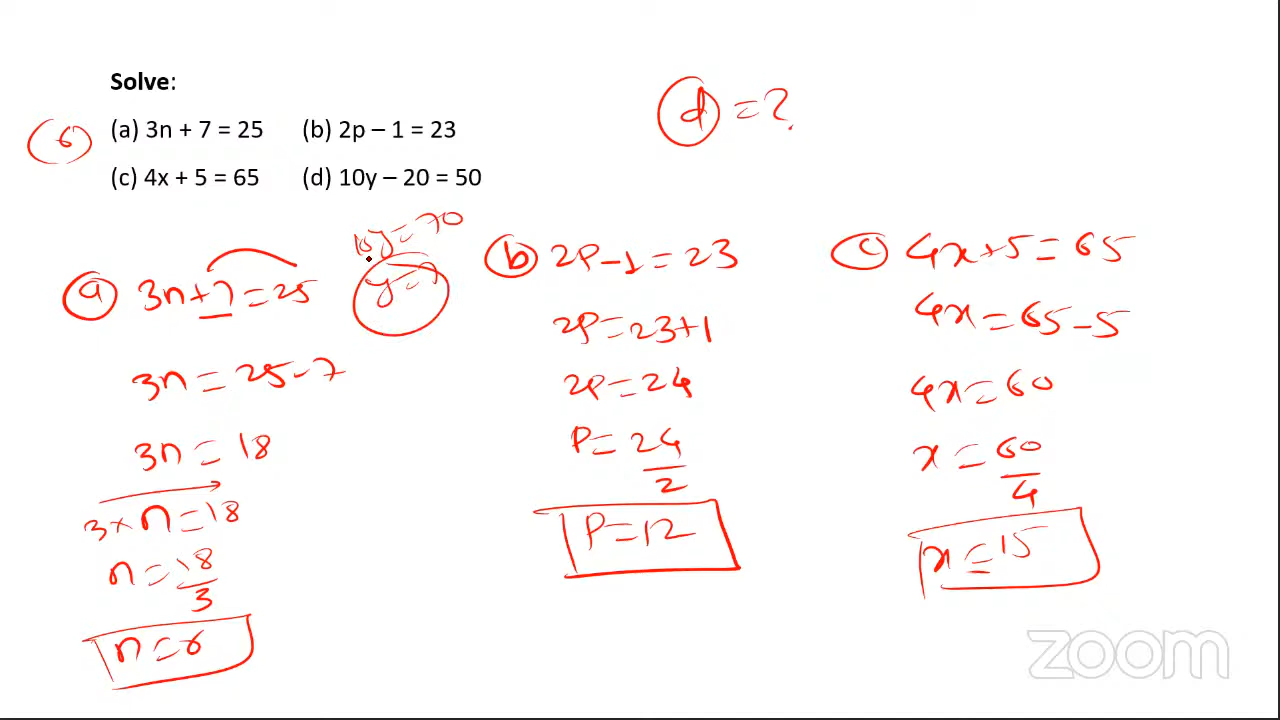 Solve:
(a) 3n + 7 = 25 (b) 2p – 1 = 23
(c) 4x + 5 = 65 (d) 10y – 20 = 50
6
d = ?
10y = 70
y = 7
a 3n + 7 = 25
3n = 25 - 7
3n = 18
3 × n = 18
n = 18/3
n = 6
b 2P - 1 = 23
2P = 23 + 1
2P = 24
P = 24/2
P = 12
c 4x + 5 = 65
4x = 65 - 5
4x = 60
x = 60/4
x = 15
zoom